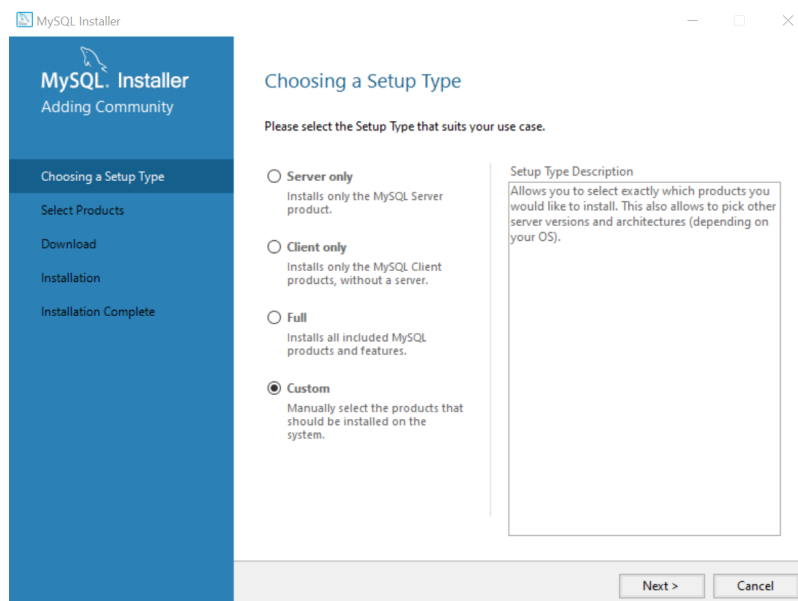 MySQL Installer
MySQL. Installer
Adding Community
Choosing a Setup Type
Select Products
Download
Installation
Installation Complete
Choosing a Setup Type
Please select the Setup Type that suits your use case.
Server only
Installs only the MySQL Server
product.
Client only
Installs only the MySQL Client
products, without a server.
Full
Installs all included MySQL
products and features.
Custom
Manually select the products that
should be installed on the
system.
Setup Type Description
Allows you to select exactly which products you
would like to install. This also allows to pick other
server versions and architectures (depending on
your OS).
Next >
Cancel